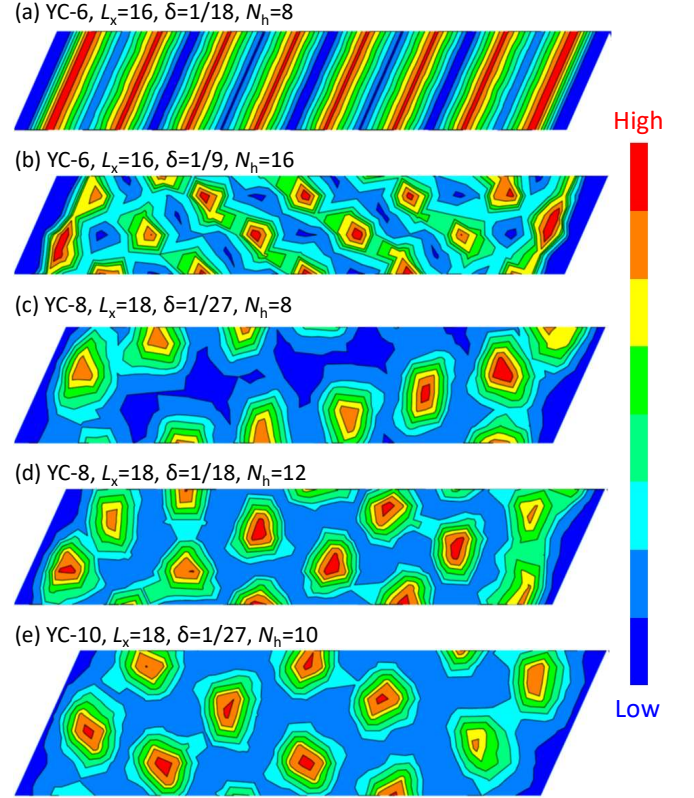 (a) YC-6, Lₓ=16, δ=1/18, Nₕ=8
High
(b) YC-6, Lₓ=16, δ=1/9, Nₕ=16
(c) YC-8, Lₓ=18, δ=1/27, Nₕ=8
(d) YC-8, Lₓ=18, δ=1/18, Nₕ=12
(e) YC-10, Lₓ=18, δ=1/27, Nₕ=10
Low